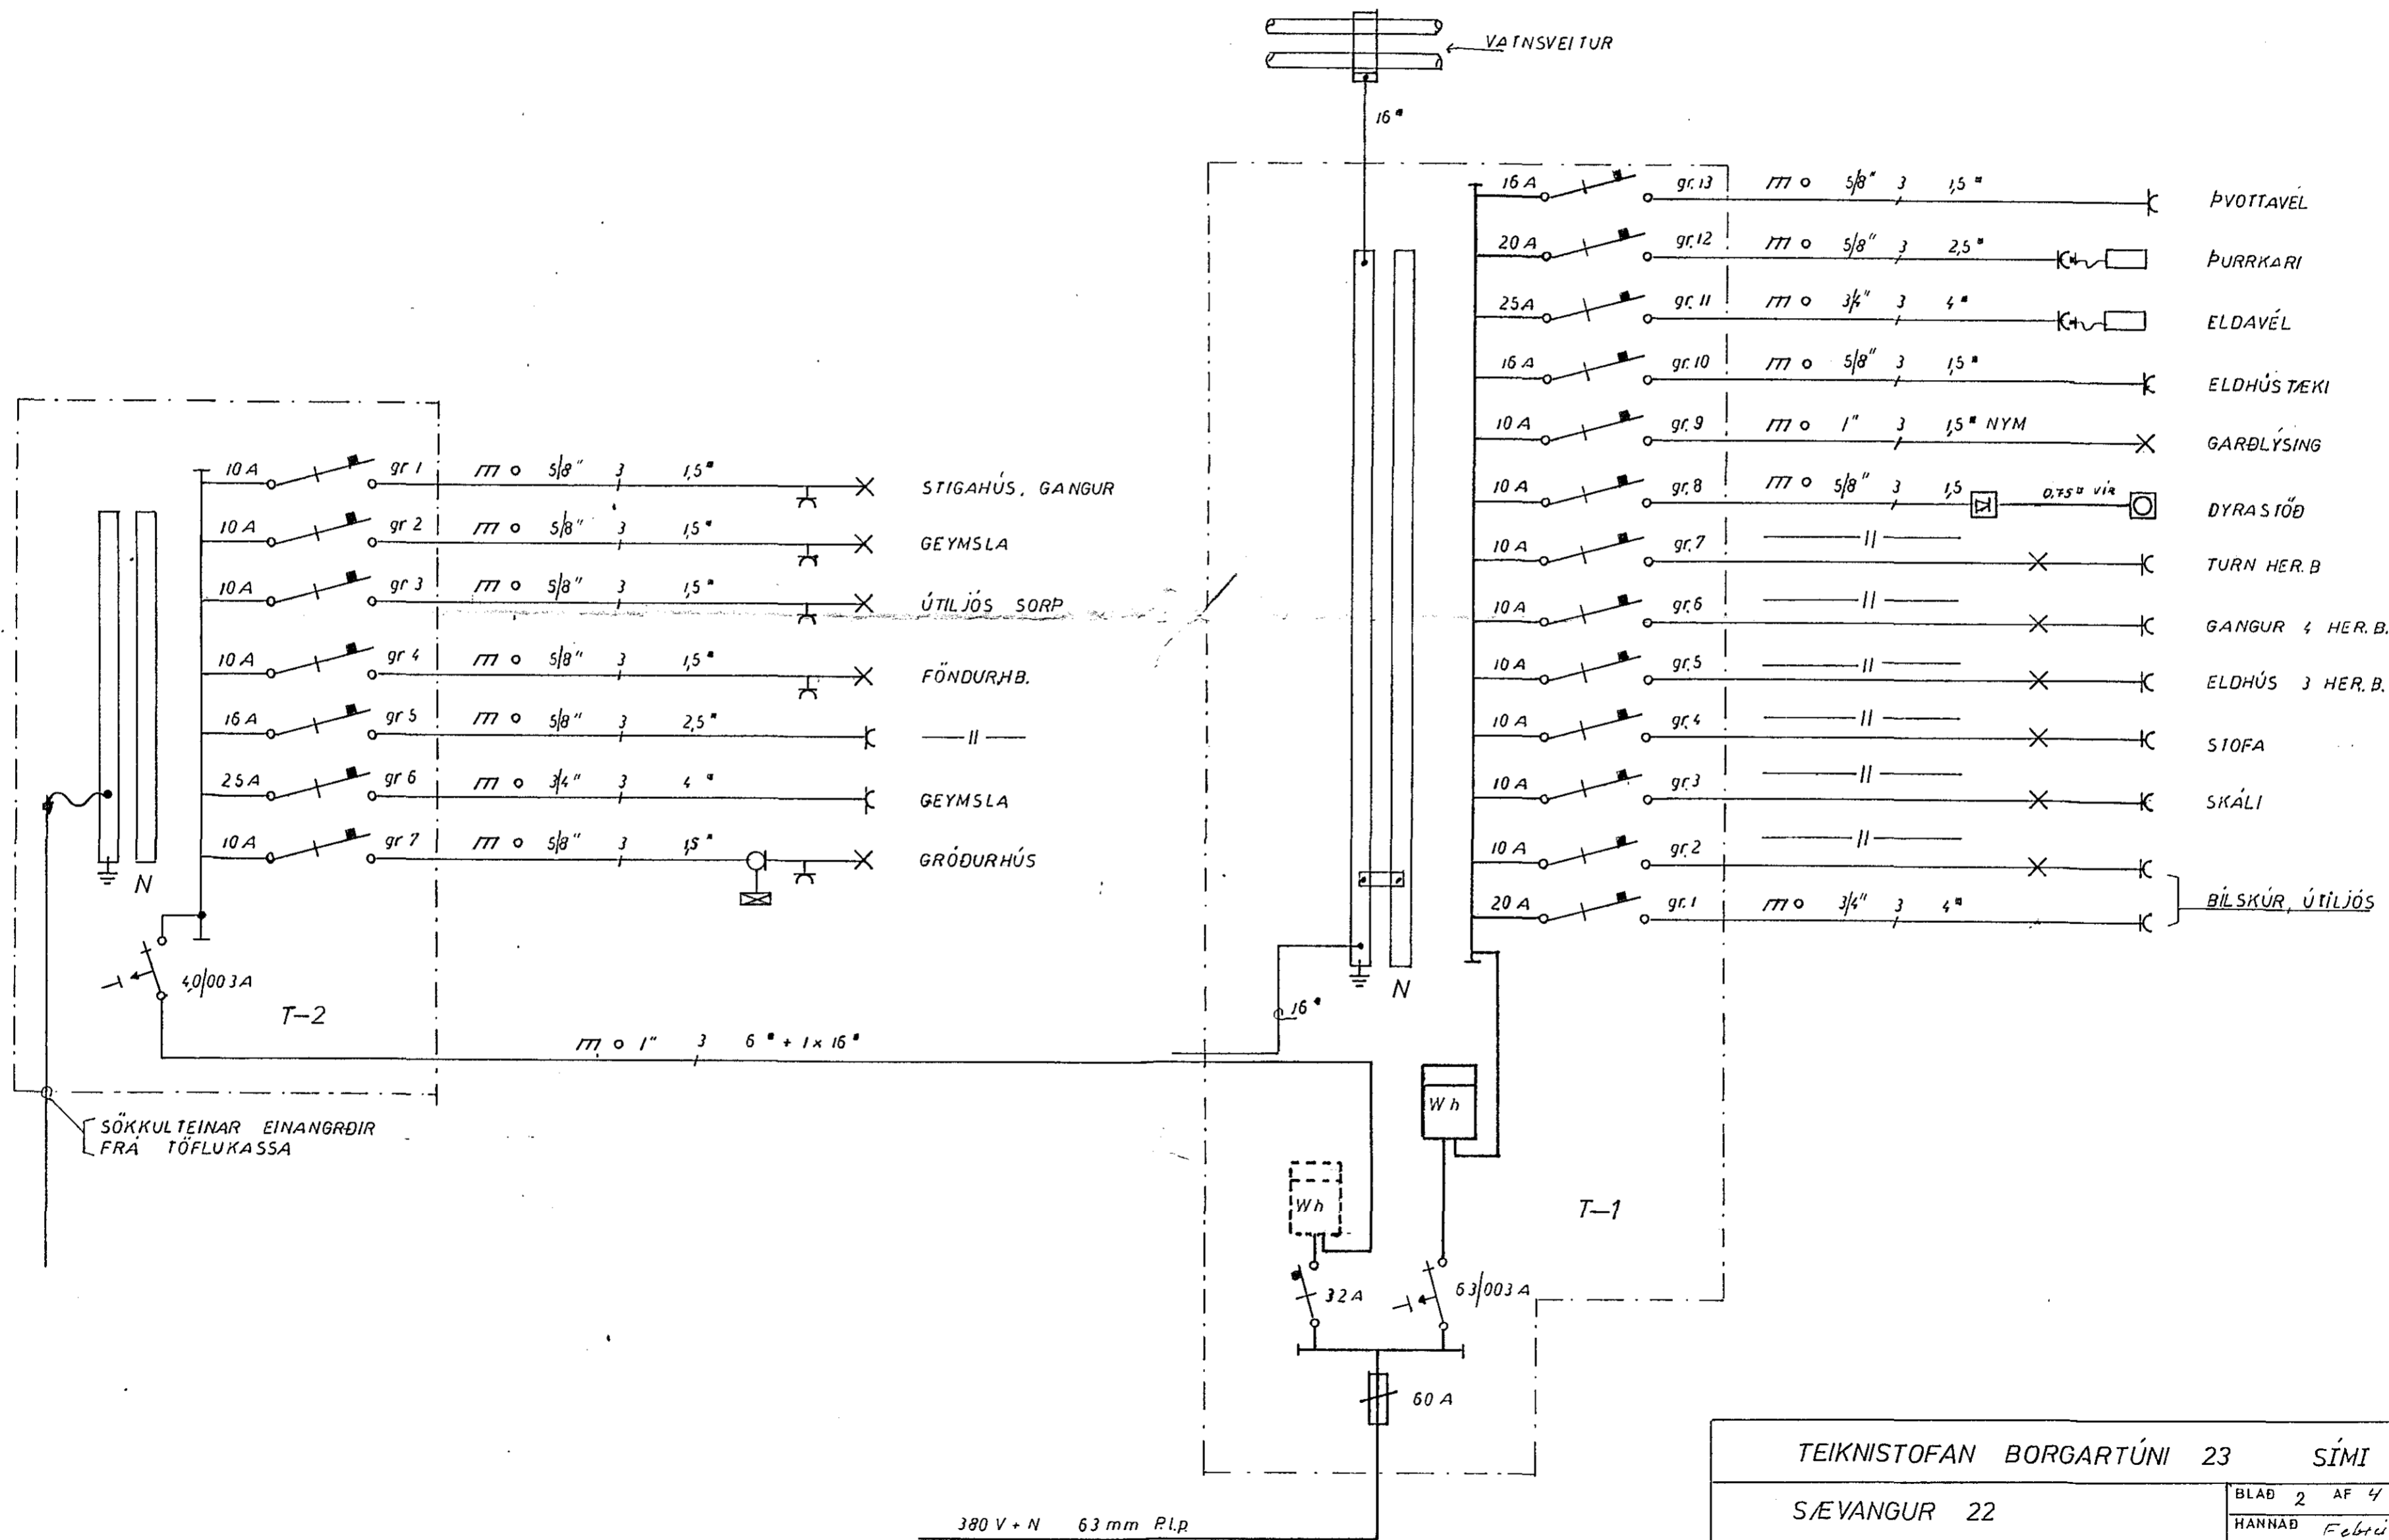 VATNSVEITUR
16 ▪
16 A gr. 13 m o 5/8" 3 1,5 ▪ ÞVOTTAVÉL
20 A gr. 12 m o 5/8" 3 2,5 ▪ ÞURRKARI
25 A gr. 11 m o 3/4" 3 4 ▪ ELDAVÉL
16 A gr. 10 m o 5/8" 3 1,5 ▪ ELDHÚSTÆKI
10 A gr. 9 m o 1" 3 1,5 ▪ NYM GARÐLÝSING
10 A gr. 8 m o 5/8" 3 1,5 0,75 ▪ VÍR DYRASTÖÐ
10 A gr. 7 — 11 — TURN HER. B
10 A gr. 6 — 11 — GANGUR 4 HER. B.
10 A gr. 5 — 11 — ELDHÚS 3 HER. B.
10 A gr. 4 — 11 — STOFA
10 A gr. 3 — 11 — SKÁLI
10 A gr. 2 — 11 —
20 A gr. 1 m o 3/4" 3 4 ▪ BÍLSKÚR, ÚTILJÓS
N
16 ▪
Wh
Wh
T-1
32A
63/003 A
60 A
10 A gr 1 m o 5/8" 3 1,5 ▪ STIGAHÚS, GANGUR
10 A gr 2 m o 5/8" 3 1,5 ▪ GEYMSLA
10 A gr 3 m o 5/8" 3 1,5 ▪ ÚTILJÓS SORP
10 A gr 4 m o 5/8" 3 1,5 ▪ FÖNDUR,HB.
16 A gr 5 m o 5/8" 3 2,5 ▪ — 11 —
25 A gr 6 m o 3/4" 3 4 ▪ GEYMSLA
10 A gr 7 m o 5/8" 3 1,5 ▪ GRÓÐURHÚS
N
40/003 A
T-2
m o 1" 3 6 ▪ + 1 x 16 ▪
SÖKKULTEINAR EINANGRÐIR
FRÁ TÖFLUKASSA
380 V + N 63 mm P.l.p.
TEIKNISTOFAN BORGARTÚNI 23 SÍMI
SÆVANGUR 22
BLAÐ 2 AF 4
HANNAÐ